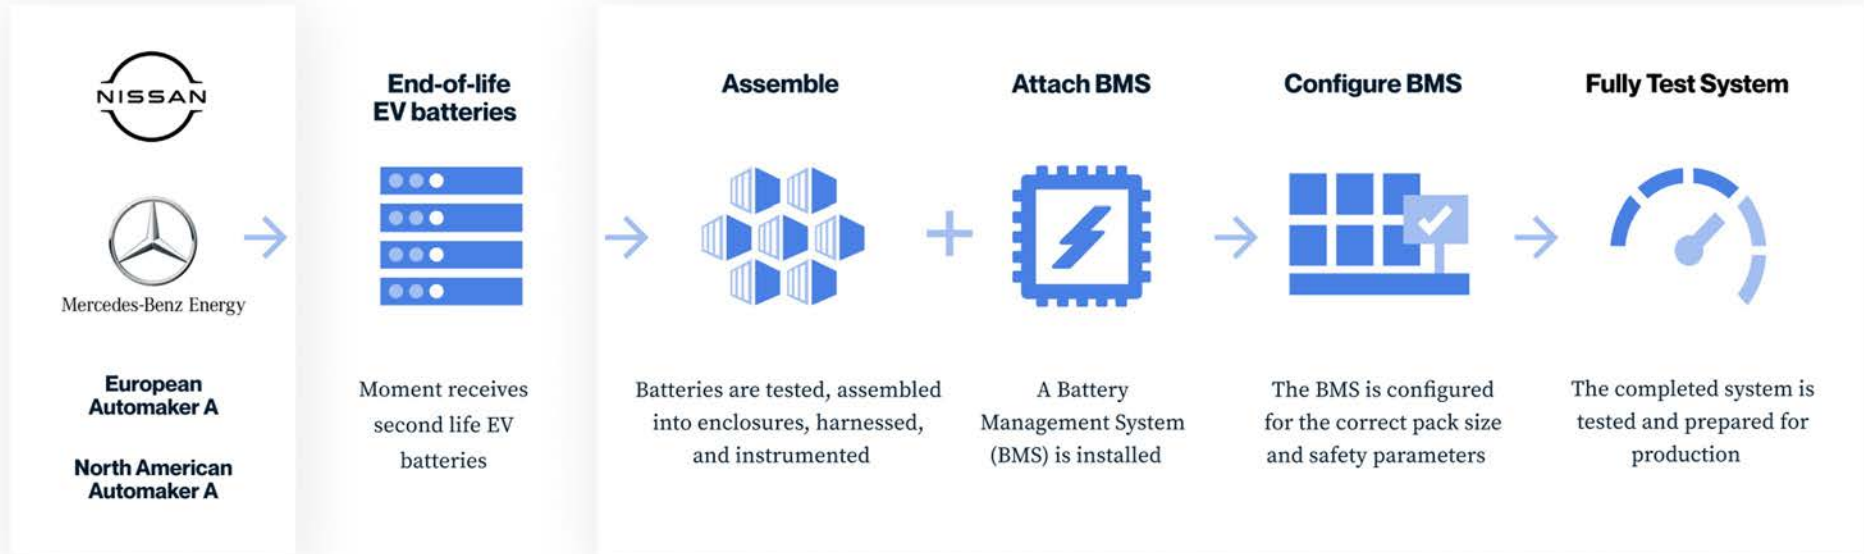 NISSAN
Mercedes-Benz Energy
European
Automaker A
North American
Automaker A
End-of-life
EV batteries
Moment receives
second life EV
batteries
Assemble
Batteries are tested, assembled
into enclosures, harnessed,
and instrumented
Attach BMS
A Battery
Management System
(BMS) is installed
Configure BMS
The BMS is configured
for the correct pack size
and safety parameters
Fully Test System
The completed system is
tested and prepared for
production